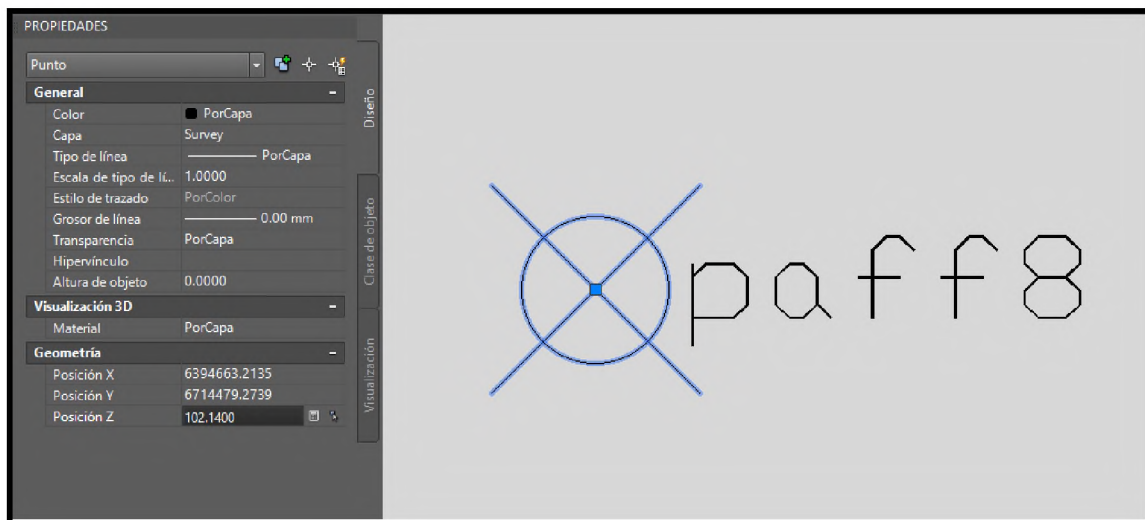 PROPIEDADES
Punto
General
Color PorCapa
Capa Survey
Tipo de línea PorCapa
Escala de tipo de lí... 1.0000
Estilo de trazado PorColor
Grosor de línea 0.00 mm
Transparencia PorCapa
Hipervínculo
Altura de objeto 0.0000
Visualización 3D
Material PorCapa
Geometría
Posición X 6394663.2135
Posición Y 6714479.2739
Posición Z 102.1400
Diseño
Clase de objeto
Visualización
paff8